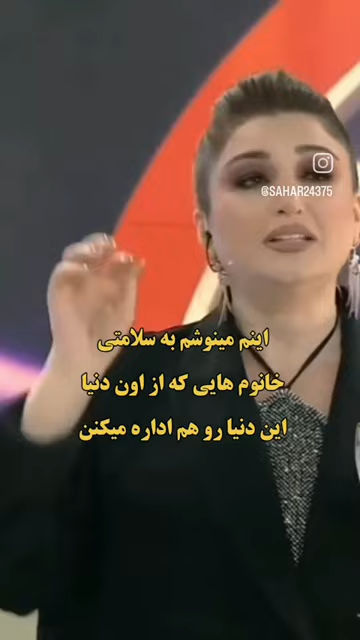 @SAHAR24375
اینم مینوشم به سلامتی
خانوم هایی که از اون دنیا
این دنیا رو هم اداره میکنن